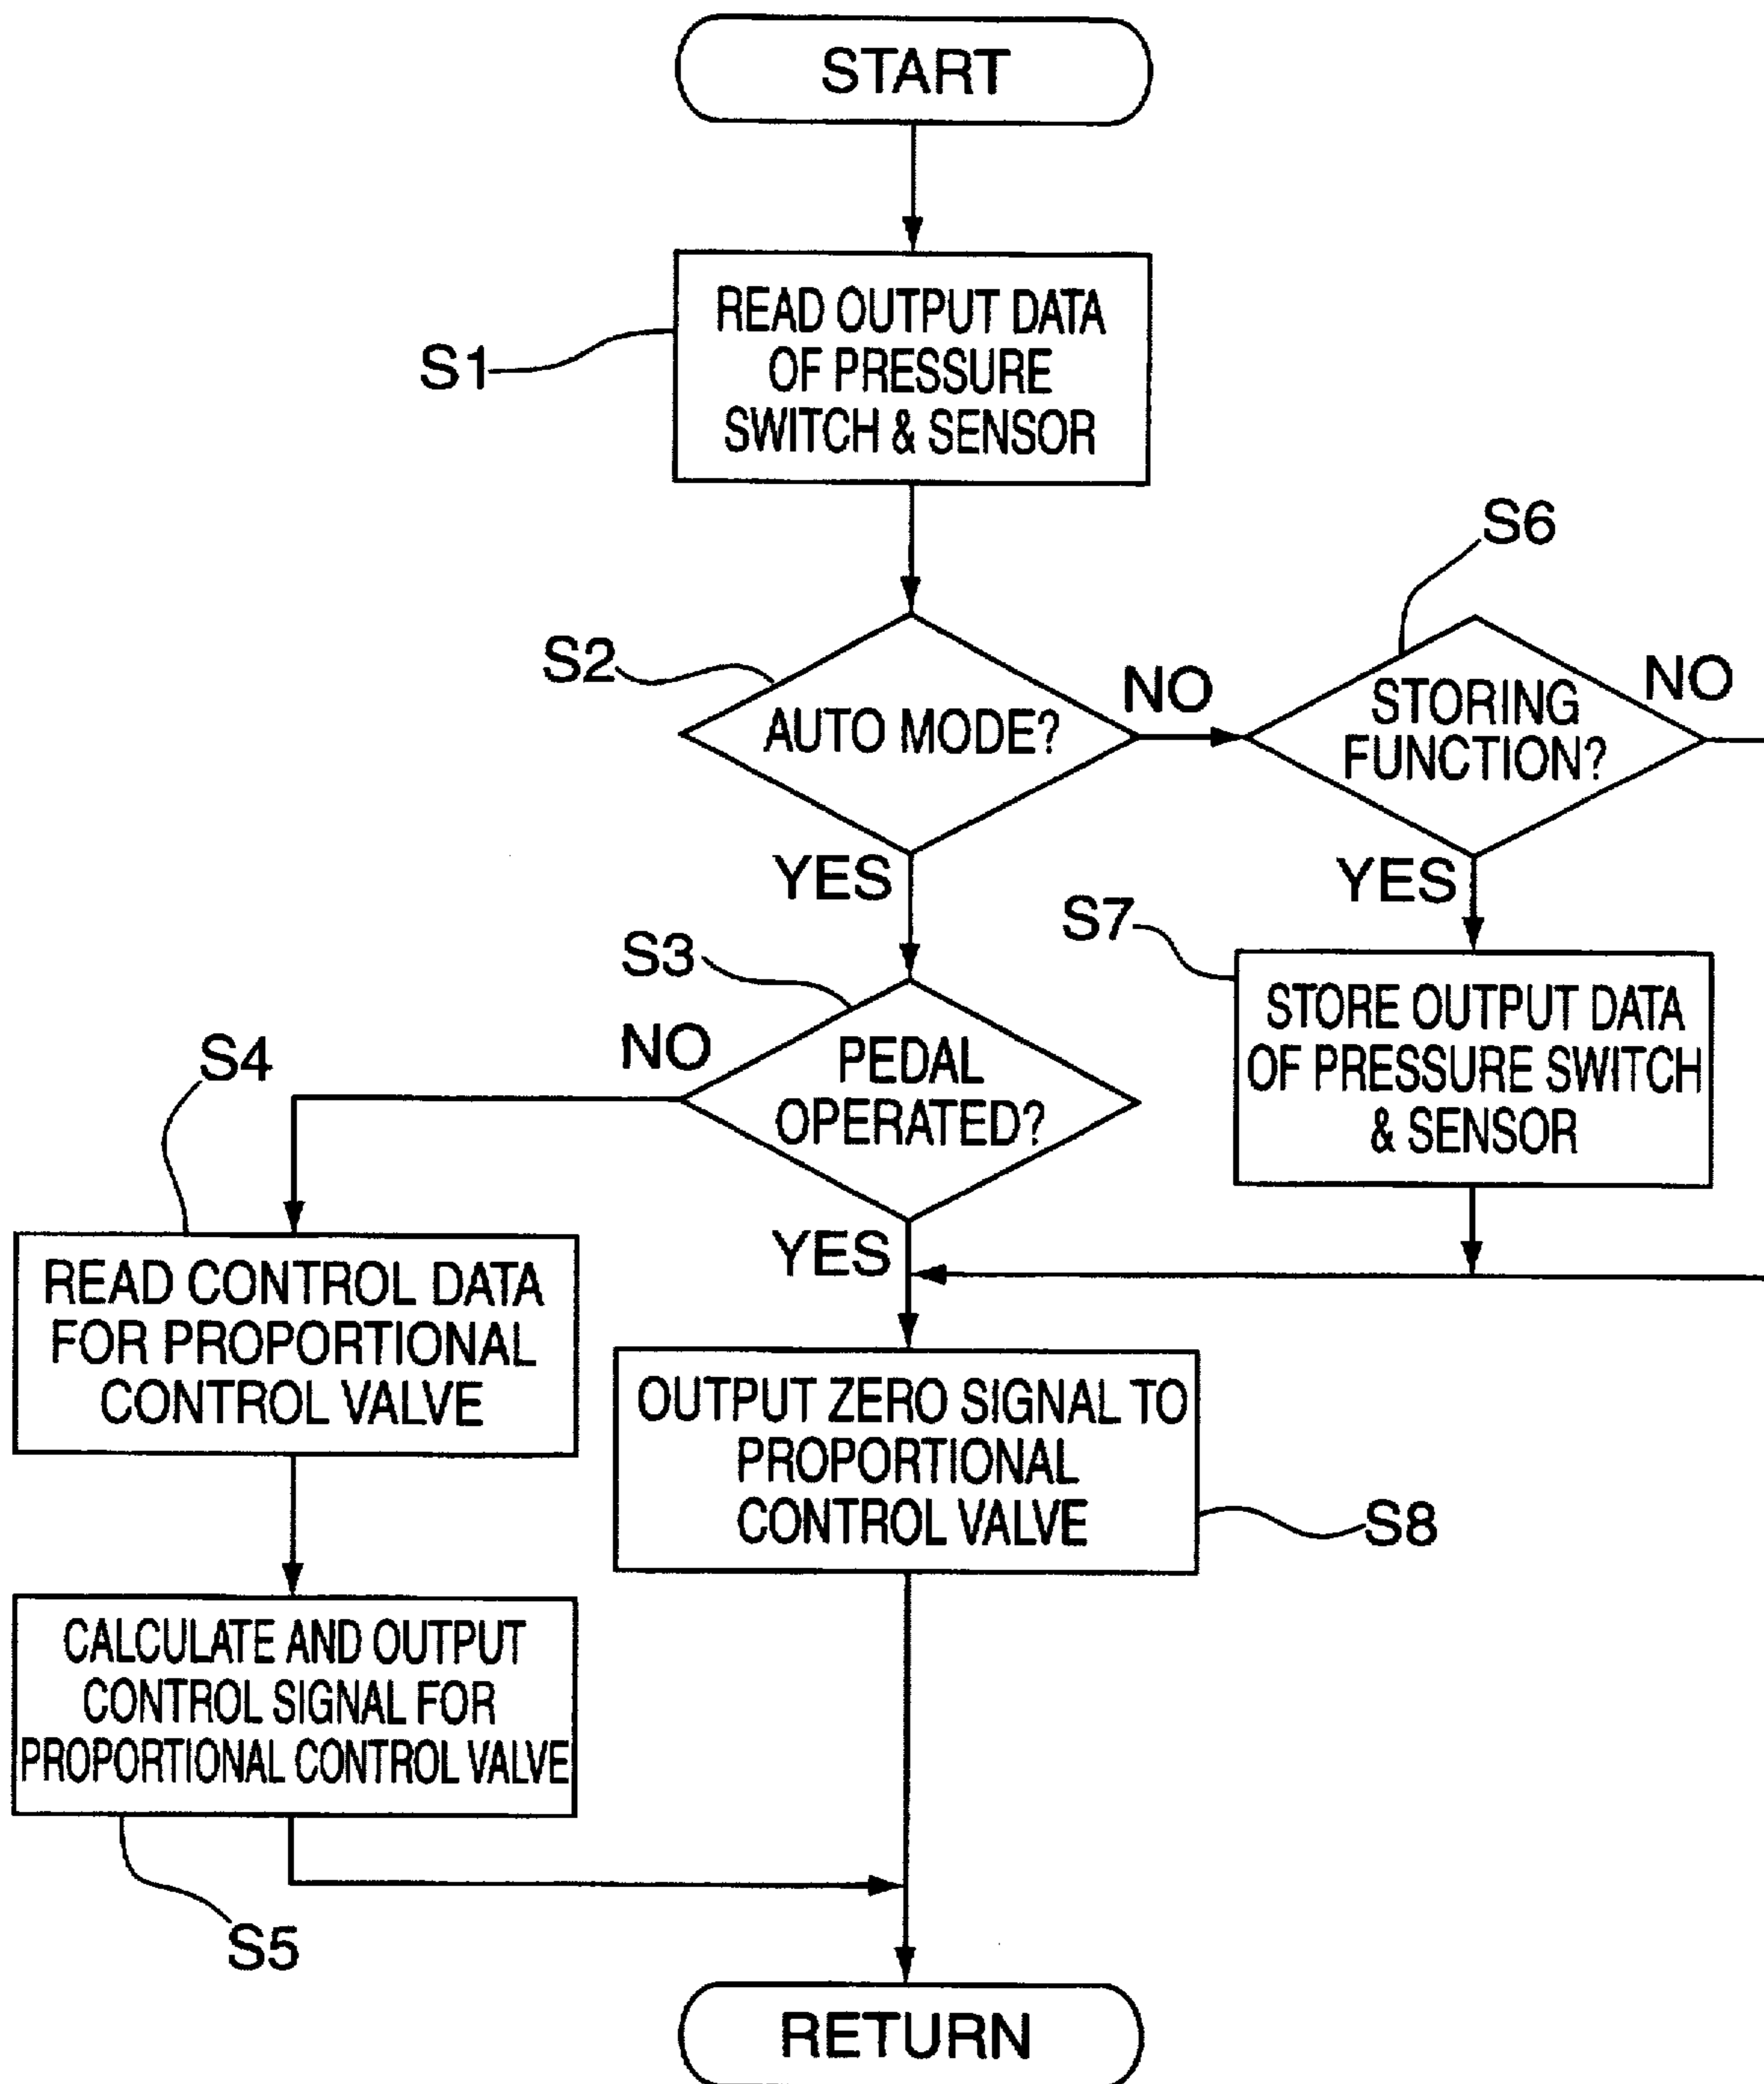 START
S1
READ OUTPUT DATA
OF PRESSURE
SWITCH & SENSOR
S2
AUTO MODE?
NO
S6
STORING
FUNCTION?
NO
YES
YES
S3
PEDAL
OPERATED?
NO
YES
S7
STORE OUTPUT DATA
OF PRESSURE SWITCH
& SENSOR
S4
READ CONTROL DATA
FOR PROPORTIONAL
CONTROL VALVE
OUTPUT ZERO SIGNAL TO
PROPORTIONAL
CONTROL VALVE
S8
CALCULATE AND OUTPUT
CONTROL SIGNAL FOR
PROPORTIONAL CONTROL VALVE
S5
RETURN